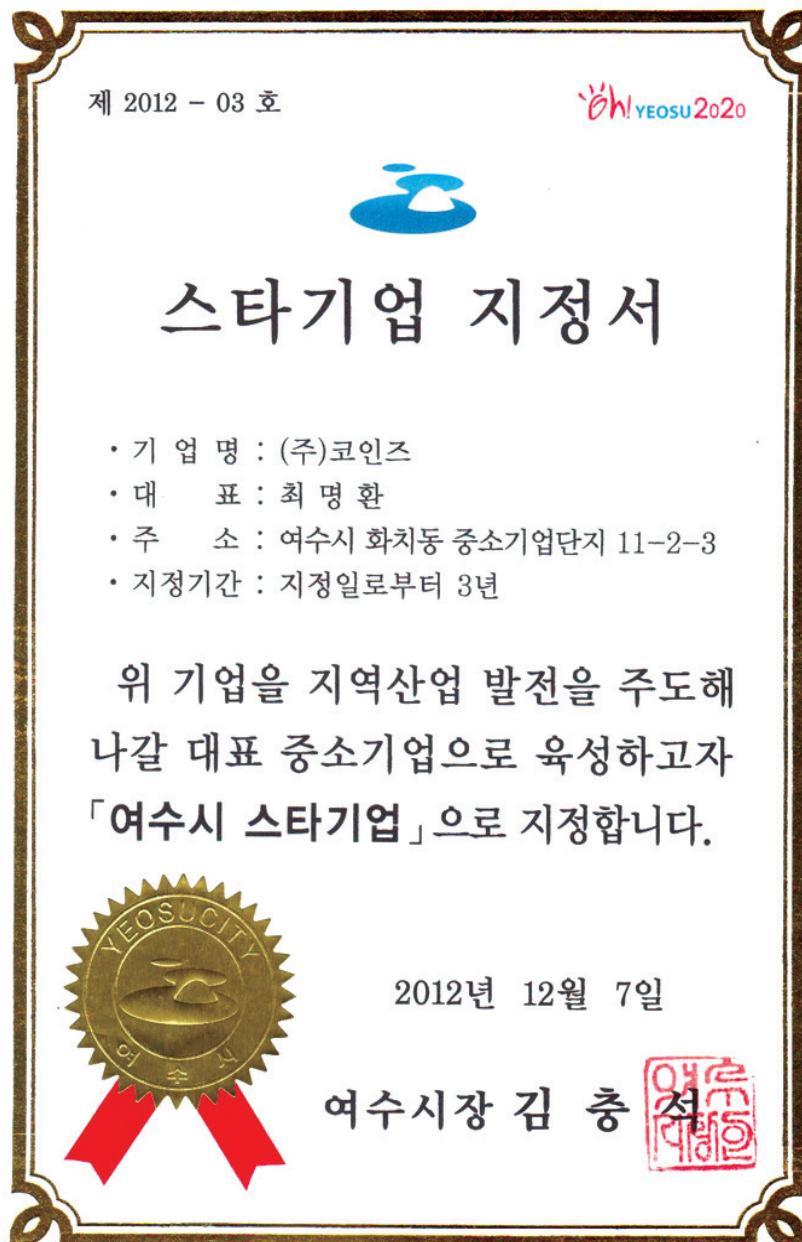 제 2012 - 03 호
Oh! YEOSU 2020
스타기업 지정서
· 기 업 명 : (주)코인즈
· 대 표 : 최 명 환
· 주 소 : 여수시 화치동 중소기업단지 11-2-3
· 지정기간 : 지정일로부터 3년
위 기업을 지역산업 발전을 주도해
나갈 대표 중소기업으로 육성하고자
「여수시 스타기업」으로 지정합니다.
YEOSUCITY
여수시
2012년 12월 7일
여수시장 김 충 석